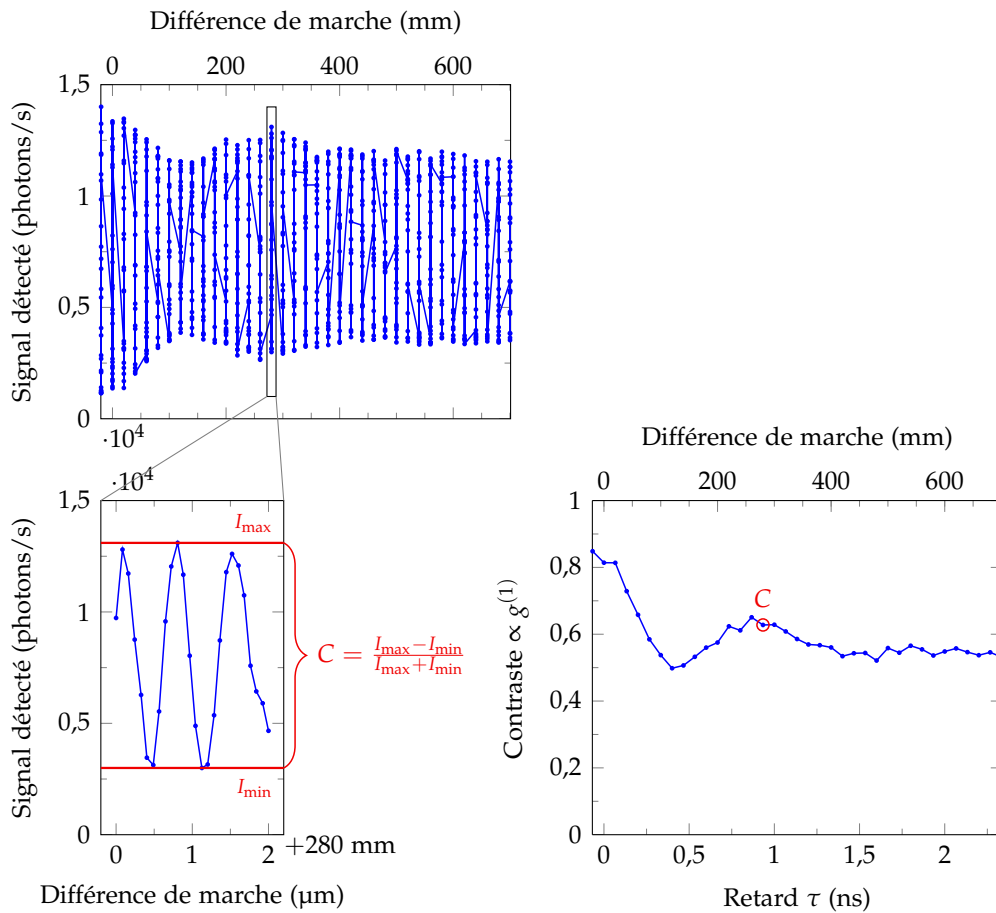 Différence de marche (mm)
0 200 400 600
Signal détecté (photons/s)
1,5
1
0,5
0
·10⁴
·10⁴
Signal détecté (photons/s)
1,5
1
0,5
0
I_max
I_min
C = (I_max − I_min)/(I_max + I_min)
0 1 2
+280 mm
Différence de marche (µm)
Différence de marche (mm)
0 200 400 600
Contraste ∝ g⁽¹⁾
1
0,8
0,6
0,4
0,2
0
C
0 0,5 1 1,5 2
Retard τ (ns)